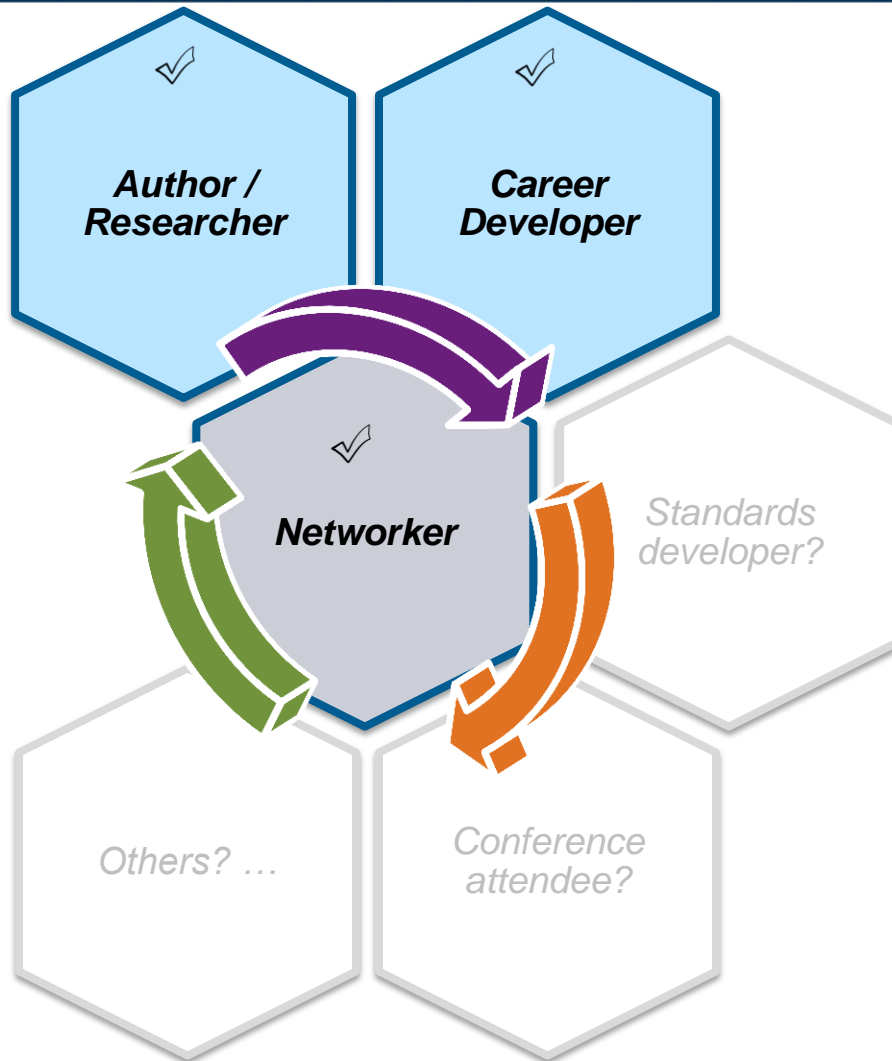 Author /
Researcher
Career
Developer
Networker
Standards
developer?
Others? …
Conference
attendee?